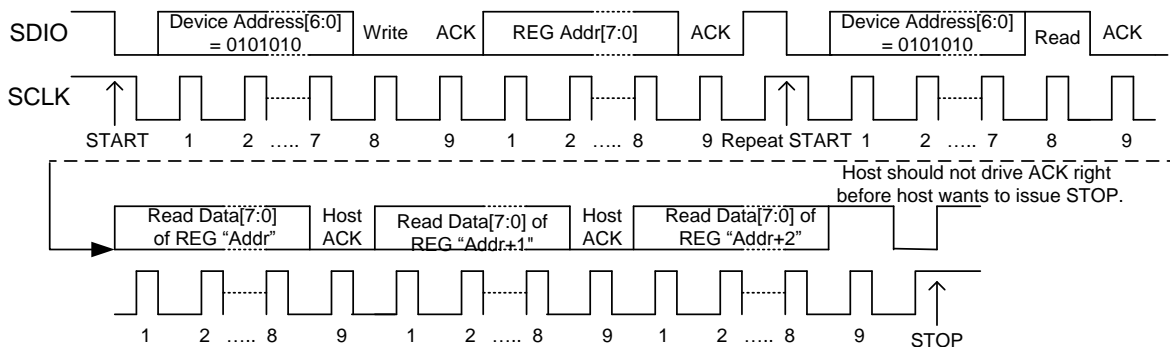 SDIO Device Address[6:0] = 0101010 Write ACK REG Addr[7:0] ACK Device Address[6:0] = 0101010 Read ACK
SCLK
START 1 2 ..... 7 8 9 1 2 ..... 8 9 Repeat START 1 2 ..... 7 8 9
Host should not drive ACK right
before host wants to issue STOP.
Read Data[7:0] of REG “Addr” Host ACK Read Data[7:0] of REG “Addr+1" Host ACK Read Data[7:0] of REG “Addr+2”
1 2 ..... 8 9 1 2 ..... 8 9 1 2 ..... 8 9 STOP